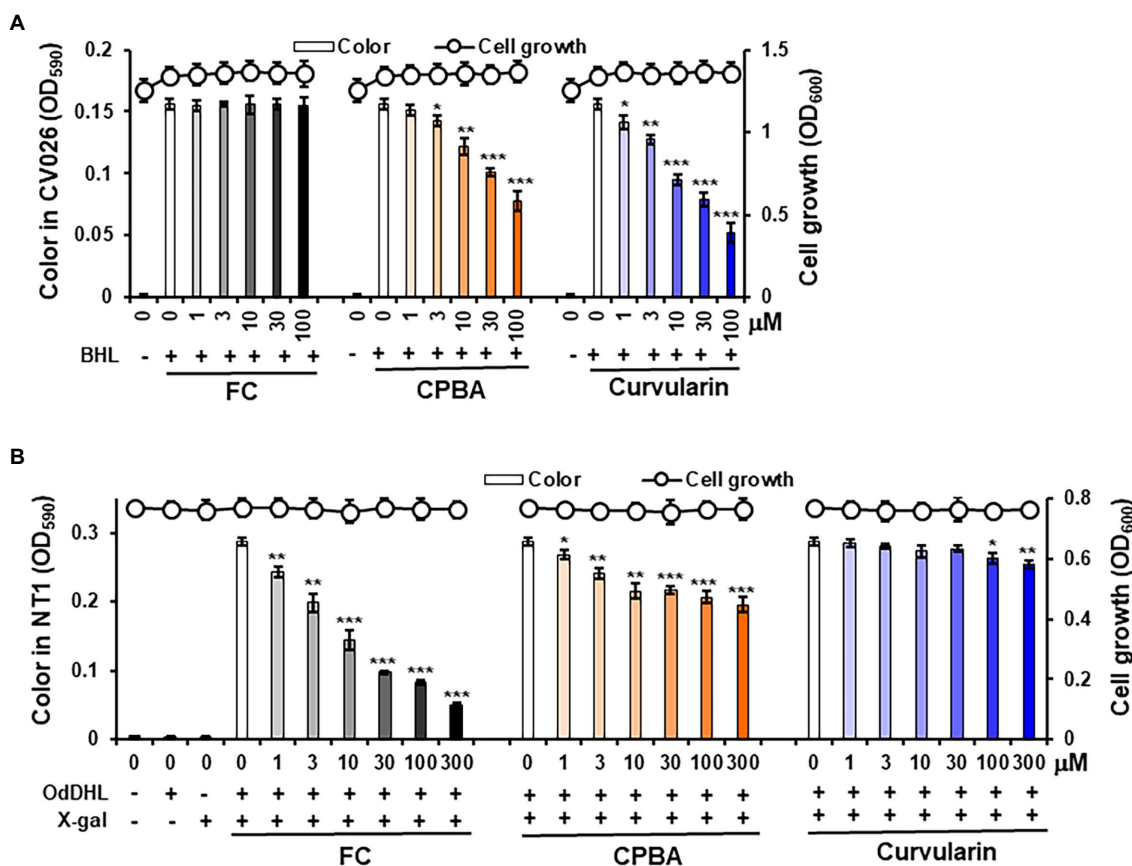 A
Color Cell growth
Color in CV026 (OD590)
0.2
0.15
0.1
0.05
0
1.5
1
0.5
0
Cell growth (OD600)
* ** *** *** * ** *** *** ***
0 0 1 3 10 30 100 0 0 1 3 10 30 100 0 0 1 3 10 30 100 μM
BHL - + + + + + + - + + + + + + - + + + + + +
FC CPBA Curvularin
B
Color Cell growth
Color in NT1 (OD590)
0.3
0.2
0.1
0
0.8
0.6
0.4
0.2
0
Cell growth (OD600)
** ** *** *** *** *** * ** ** *** *** *** * **
0 0 0 0 1 3 10 30 100 300 0 1 3 10 30 100 300 0 1 3 10 30 100 300 μM
OdDHL - + - + + + + + + + + + + + + + + + + + + + + +
X-gal - - + + + + + + + + + + + + + + + + + + + + + +
FC CPBA Curvularin